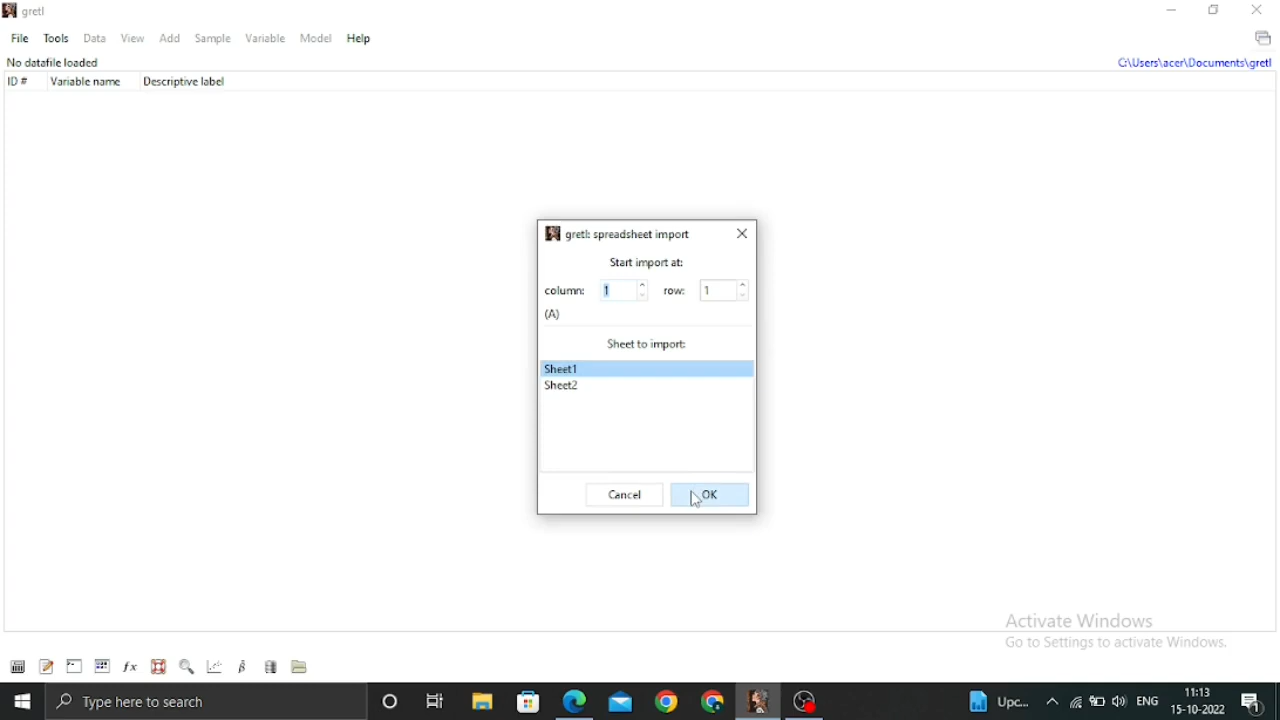 gretl
File Tools Data View Add Sample Variable Model Help
No datafile loaded C:\Users\acer\Documents\gretl
ID # Variable name Descriptive label
gretl: spreadsheet import
Start import at:
column: 1 row: 1
(A)
Sheet to import:
Sheet1
Sheet2
Cancel OK
Activate Windows
Go to Settings to activate Windows.
fx β
Type here to search Upc... ENG 11:13
15-10-2022
1